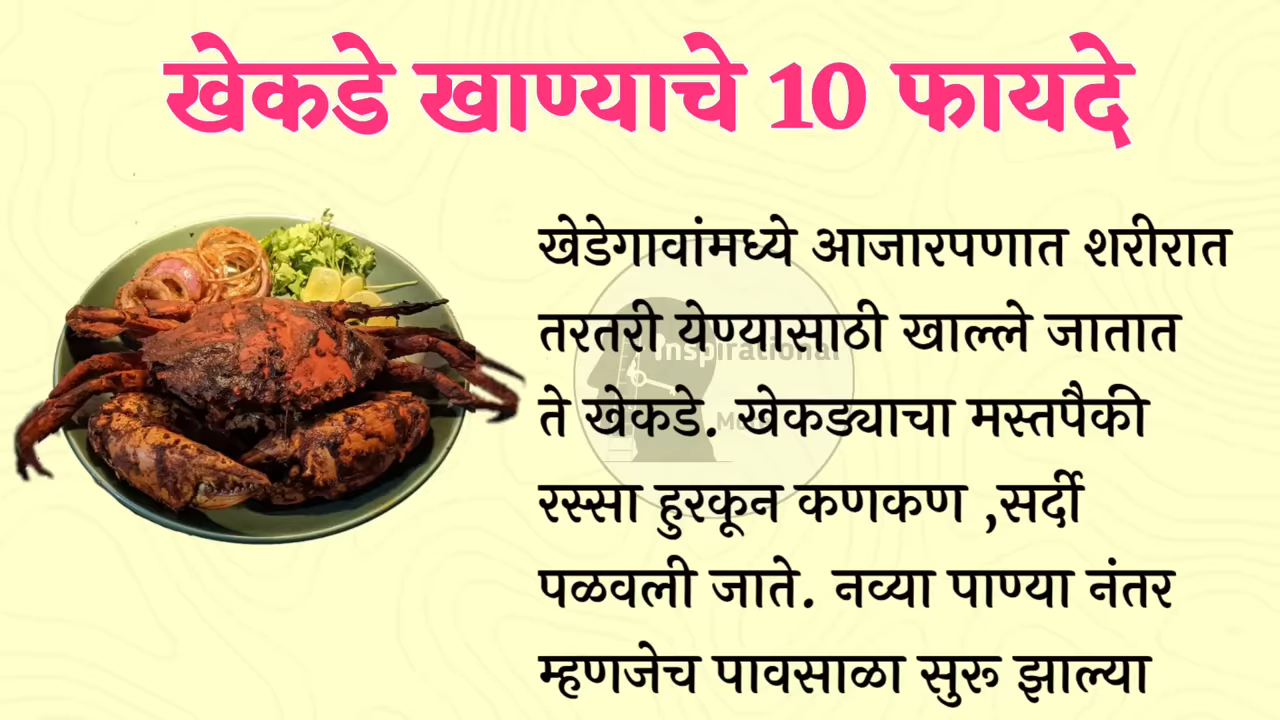 खेकडे खाण्याचे 10 फायदे
खेडेगावांमध्ये आजारपणात शरीरात
तरतरी येण्यासाठी खाल्ले जातात
ते खेकडे. खेकड्याचा मस्तपैकी
रस्सा हुरकून कणकण ,सर्दी
पळवली जाते. नव्या पाण्या नंतर
म्हणजेच पावसाळा सुरू झाल्या
Inspirational